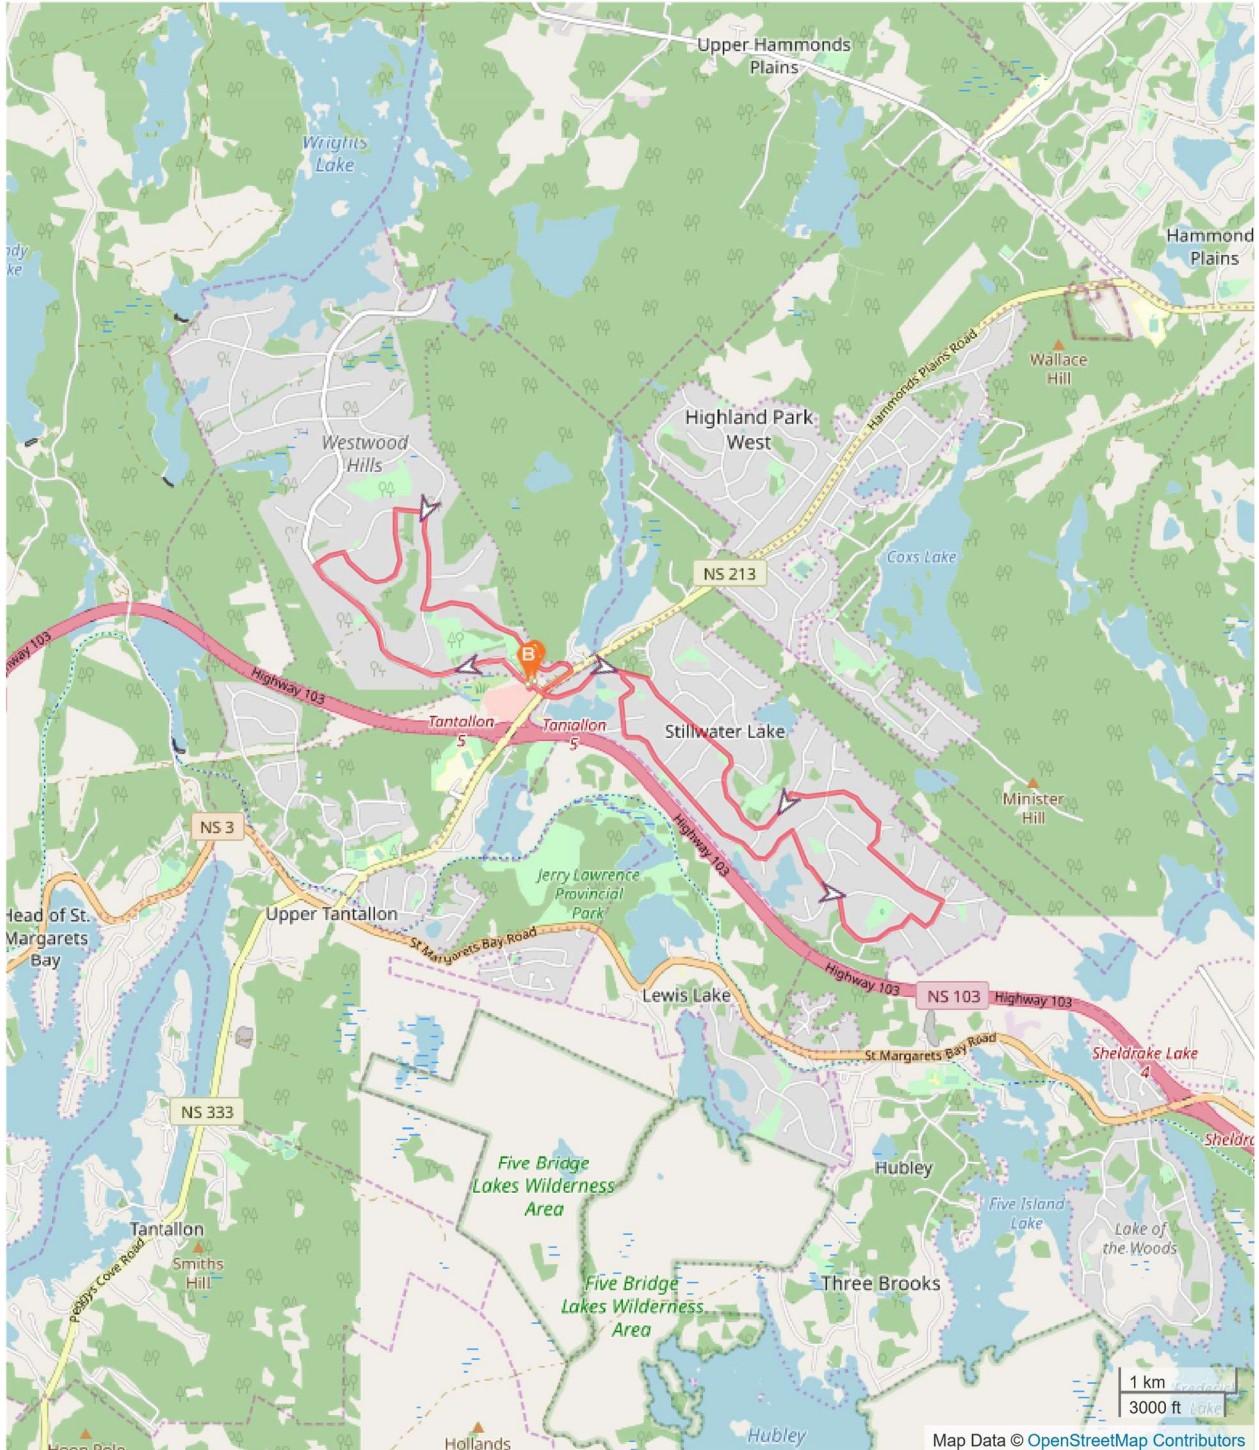 Upper Hammonds
Plains
Wrights
Lake
Hammond
Plains
Hammonds Plains Road
Wallace
Hill
Highland Park
West
Westwood
Hills
Coxs Lake
NS 213
Highway 103
B
Tantallon
5
Tantallon
5
Stillwater Lake
Minister
Hill
NS 3
Highway 103
Jerry Lawrence
Provincial
Park
Head of St.
Margarets
Bay
Upper Tantallon
St Margarets Bay Road
Highway 103
NS 103
Highway 103
Lewis Lake
St Margarets Bay Road
Sheldrake Lake
4
NS 333
Five Bridge
Lakes Wilderness
Area
Hubley
Five Island
Lake
Lake of
the Woods
Tantallon
Smiths
Hill
Peggys Cove Road
Five Bridge
Lakes Wilderness
Area
Three Brooks
1 km
3000 ft
Hubley
Hollands
Map Data © OpenStreetMap Contributors